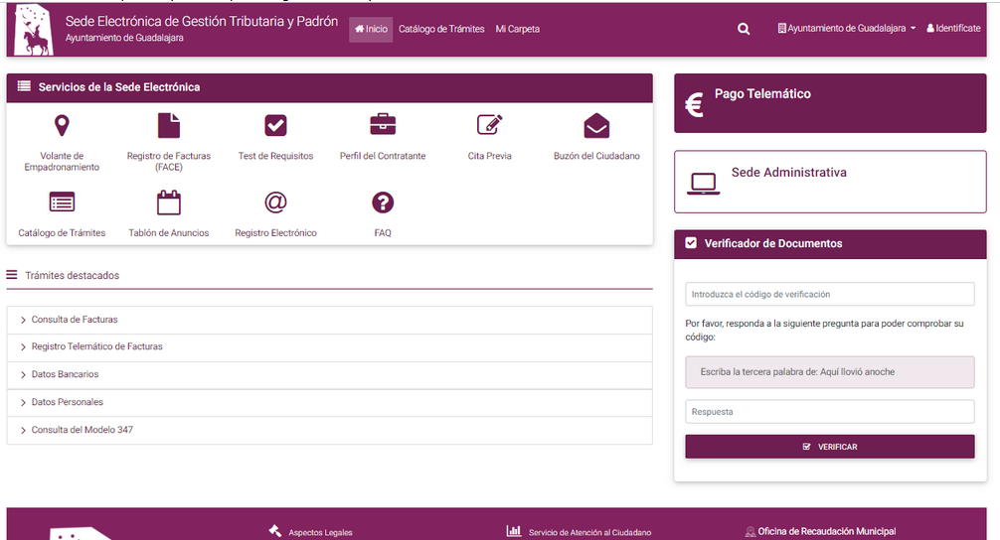 Sede Electrónica de Gestión Tributaria y Padrón
Ayuntamiento de Guadalajara
Inicio
Catálogo de Trámites
Mi Carpeta
Ayuntamiento de Guadalajara
Identifícate
Servicios de la Sede Electrónica
Volante de
Empadronamiento
Registro de Facturas
(FACE)
Test de Requisitos
Perfil del Contratante
Cita Previa
Buzón del Ciudadano
Catálogo de Trámites
Tablón de Anuncios
Registro Electrónico
FAQ
Trámites destacados
Consulta de Facturas
Registro Telemático de Facturas
Datos Bancarios
Datos Personales
Consulta del Modelo 347
€ Pago Telemático
Sede Administrativa
Verificador de Documentos
Introduzca el código de verificación
Por favor, responda a la siguiente pregunta para poder comprobar su
código:
Escriba la tercera palabra de: Aquí llovió anoche
Respuesta
VERIFICAR
Aspectos Legales
Servicio de Atención al Ciudadano
Oficina de Recaudación Municipal